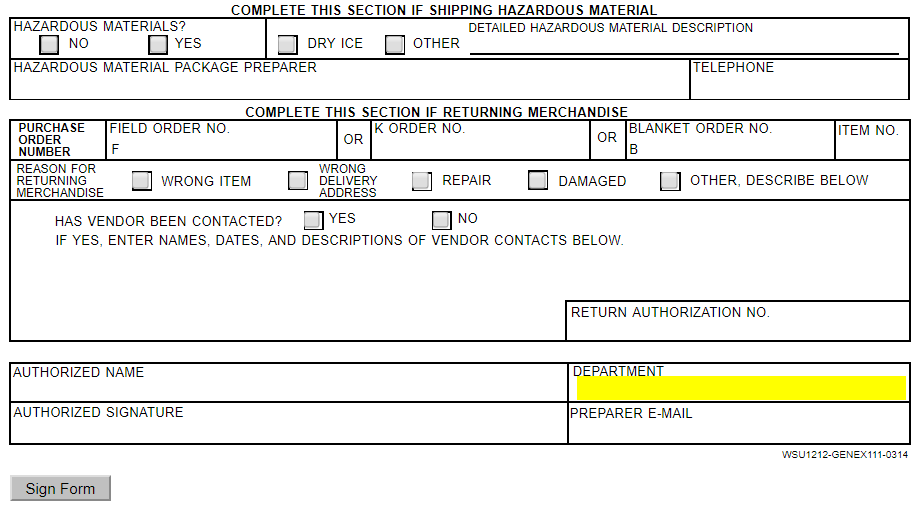 COMPLETE THIS SECTION IF SHIPPING HAZARDOUS MATERIAL
HAZARDOUS MATERIALS?
NO YES DRY ICE OTHER
DETAILED HAZARDOUS MATERIAL DESCRIPTION
HAZARDOUS MATERIAL PACKAGE PREPARER TELEPHONE
COMPLETE THIS SECTION IF RETURNING MERCHANDISE
PURCHASE
ORDER
NUMBER
FIELD ORDER NO.
F
OR
K ORDER NO.
OR
BLANKET ORDER NO.
B
ITEM NO.
REASON FOR
RETURNING
MERCHANDISE
WRONG ITEM
WRONG
DELIVERY
ADDRESS
REPAIR
DAMAGED
OTHER, DESCRIBE BELOW
HAS VENDOR BEEN CONTACTED? YES NO
IF YES, ENTER NAMES, DATES, AND DESCRIPTIONS OF VENDOR CONTACTS BELOW.
RETURN AUTHORIZATION NO.
AUTHORIZED NAME DEPARTMENT
AUTHORIZED SIGNATURE PREPARER E-MAIL
WSU1212-GENEX111-0314
Sign Form